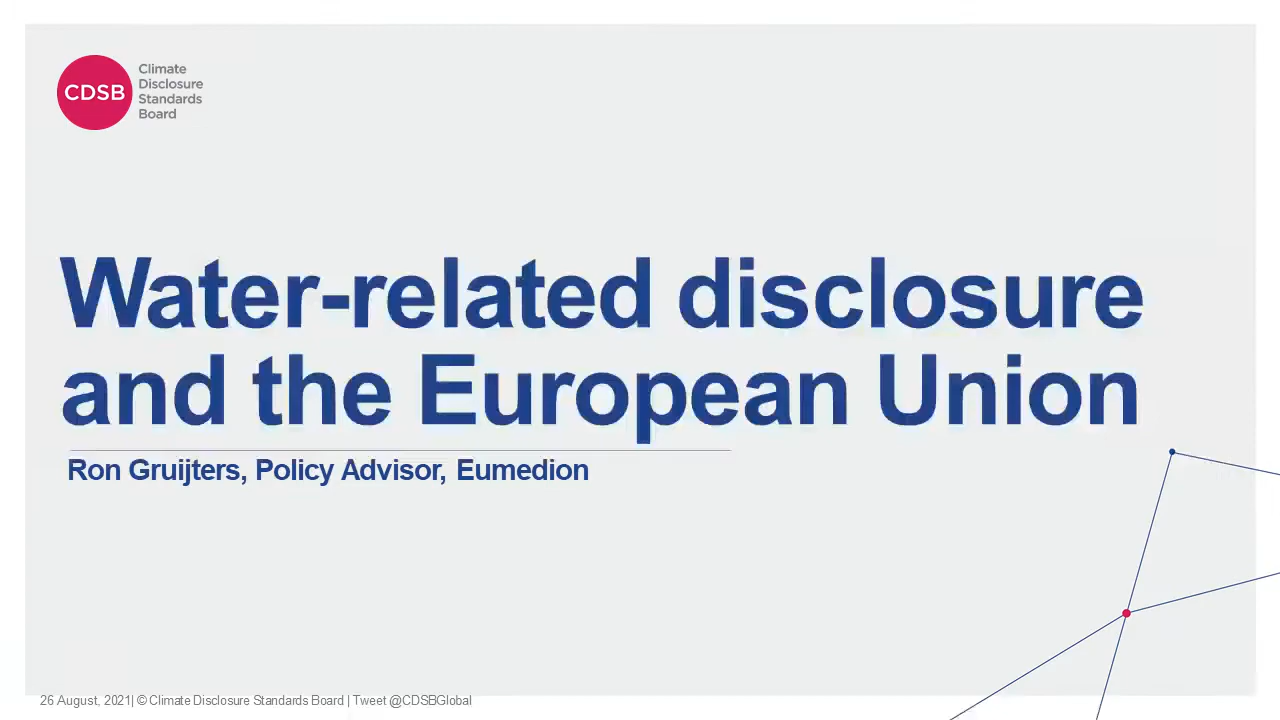 CDSB
Climate
Disclosure
Standards
Board
Water-related disclosure
and the European Union
Ron Gruijters, Policy Advisor, Eumedion
26 August, 2021| © Climate Disclosure Standards Board | Tweet @CDSBGlobal